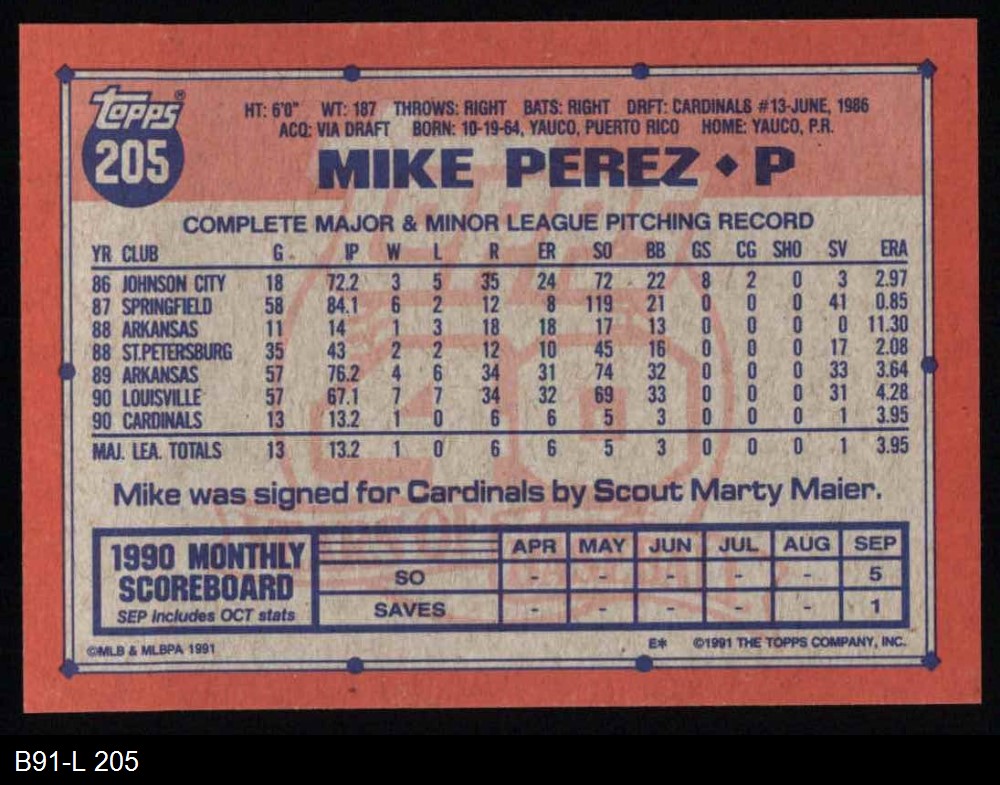 topps®
205
HT: 6'0" WT: 187 THROWS: RIGHT BATS: RIGHT DRFT: CARDINALS #13-JUNE, 1986
ACQ: VIA DRAFT BORN: 10-19-64, YAUCO, PUERTO RICO HOME: YAUCO, P.R.
MIKE PEREZ ♦ P
COMPLETE MAJOR & MINOR LEAGUE PITCHING RECORD
YR CLUB G IP W L R ER SO BB GS CG SHO SV ERA
86 JOHNSON CITY 18 72.2 3 5 35 24 72 22 8 2 0 3 2.97
87 SPRINGFIELD 58 84.1 6 2 12 8 119 21 0 0 0 41 0.85
88 ARKANSAS 11 14 1 3 18 18 17 13 0 0 0 0 11.30
88 ST.PETERSBURG 35 43 2 2 12 10 45 16 0 0 0 17 2.08
89 ARKANSAS 57 76.2 4 6 34 31 74 32 0 0 0 33 3.64
90 LOUISVILLE 57 67.1 7 7 34 32 69 33 0 0 0 31 4.28
90 CARDINALS 13 13.2 1 0 6 6 5 3 0 0 0 1 3.95
MAJ. LEA. TOTALS 13 13.2 1 0 6 6 5 3 0 0 0 1 3.95
Mike was signed for Cardinals by Scout Marty Maier.
1990 MONTHLY
SCOREBOARD
SEP includes OCT stats
APR MAY JUN JUL AUG SEP
SO - - - - - 5
SAVES - - - - - 1
©MLB & MLBPA 1991 E* ©1991 THE TOPPS COMPANY, INC.
B91-L 205